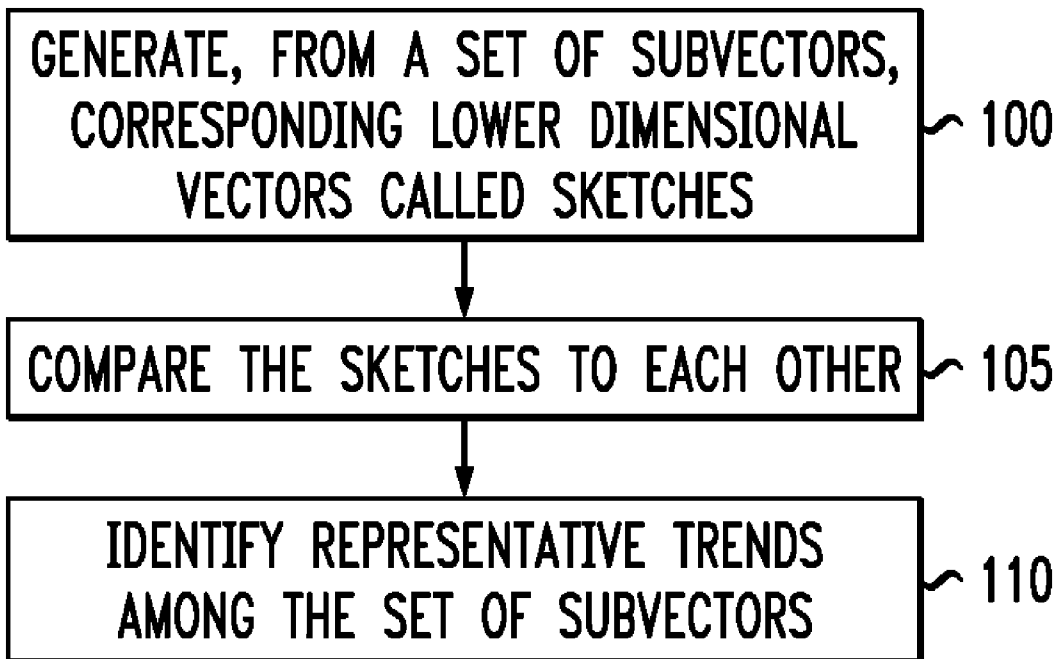 GENERATE, FROM A SET OF SUBVECTORS,
CORRESPONDING LOWER DIMENSIONAL
VECTORS CALLED SKETCHES
100
COMPARE THE SKETCHES TO EACH OTHER
105
IDENTIFY REPRESENTATIVE TRENDS
AMONG THE SET OF SUBVECTORS
110